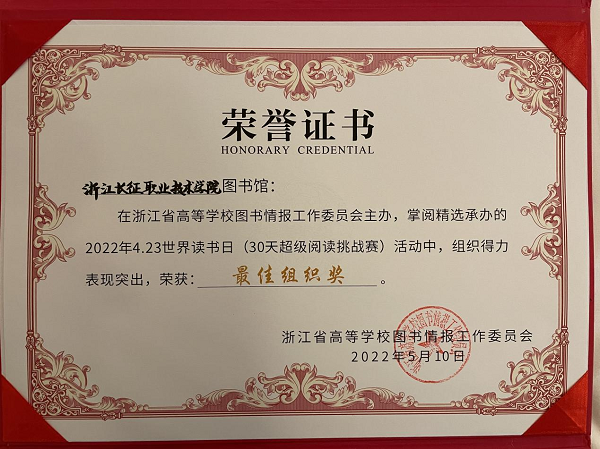 荣誉证书
HONORARY CREDENTIAL
浙江长征职业技术学院图书馆：
在浙江省高等学校图书情报工作委员会主办，掌阅精选承办的
2022年4.23世界读书日（30天超级阅读挑战赛）活动中，组织得力
表现突出，荣获：最佳组织奖。
浙江省高等学校图书情报工作委员会
2022年5月10日